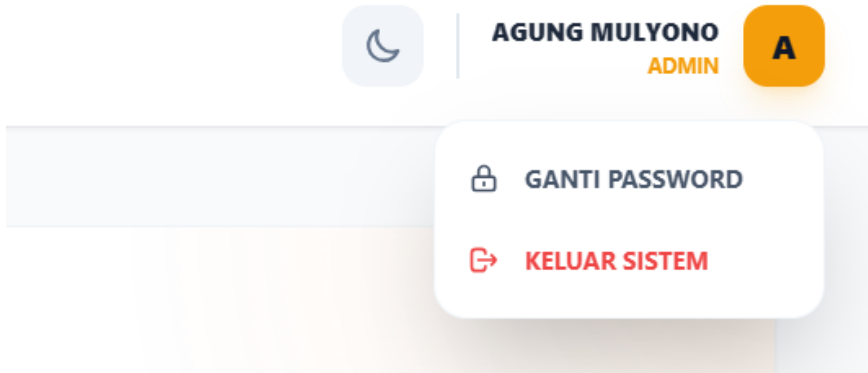 AGUNG MULYONO
ADMIN
A
GANTI PASSWORD
KELUAR SISTEM